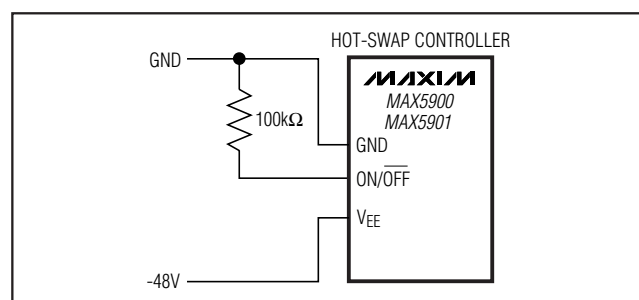 HOT-SWAP CONTROLLER
GND
MAXIM
MAX5900
MAX5901
100kΩ
GND
ON/OFF
VEE
-48V